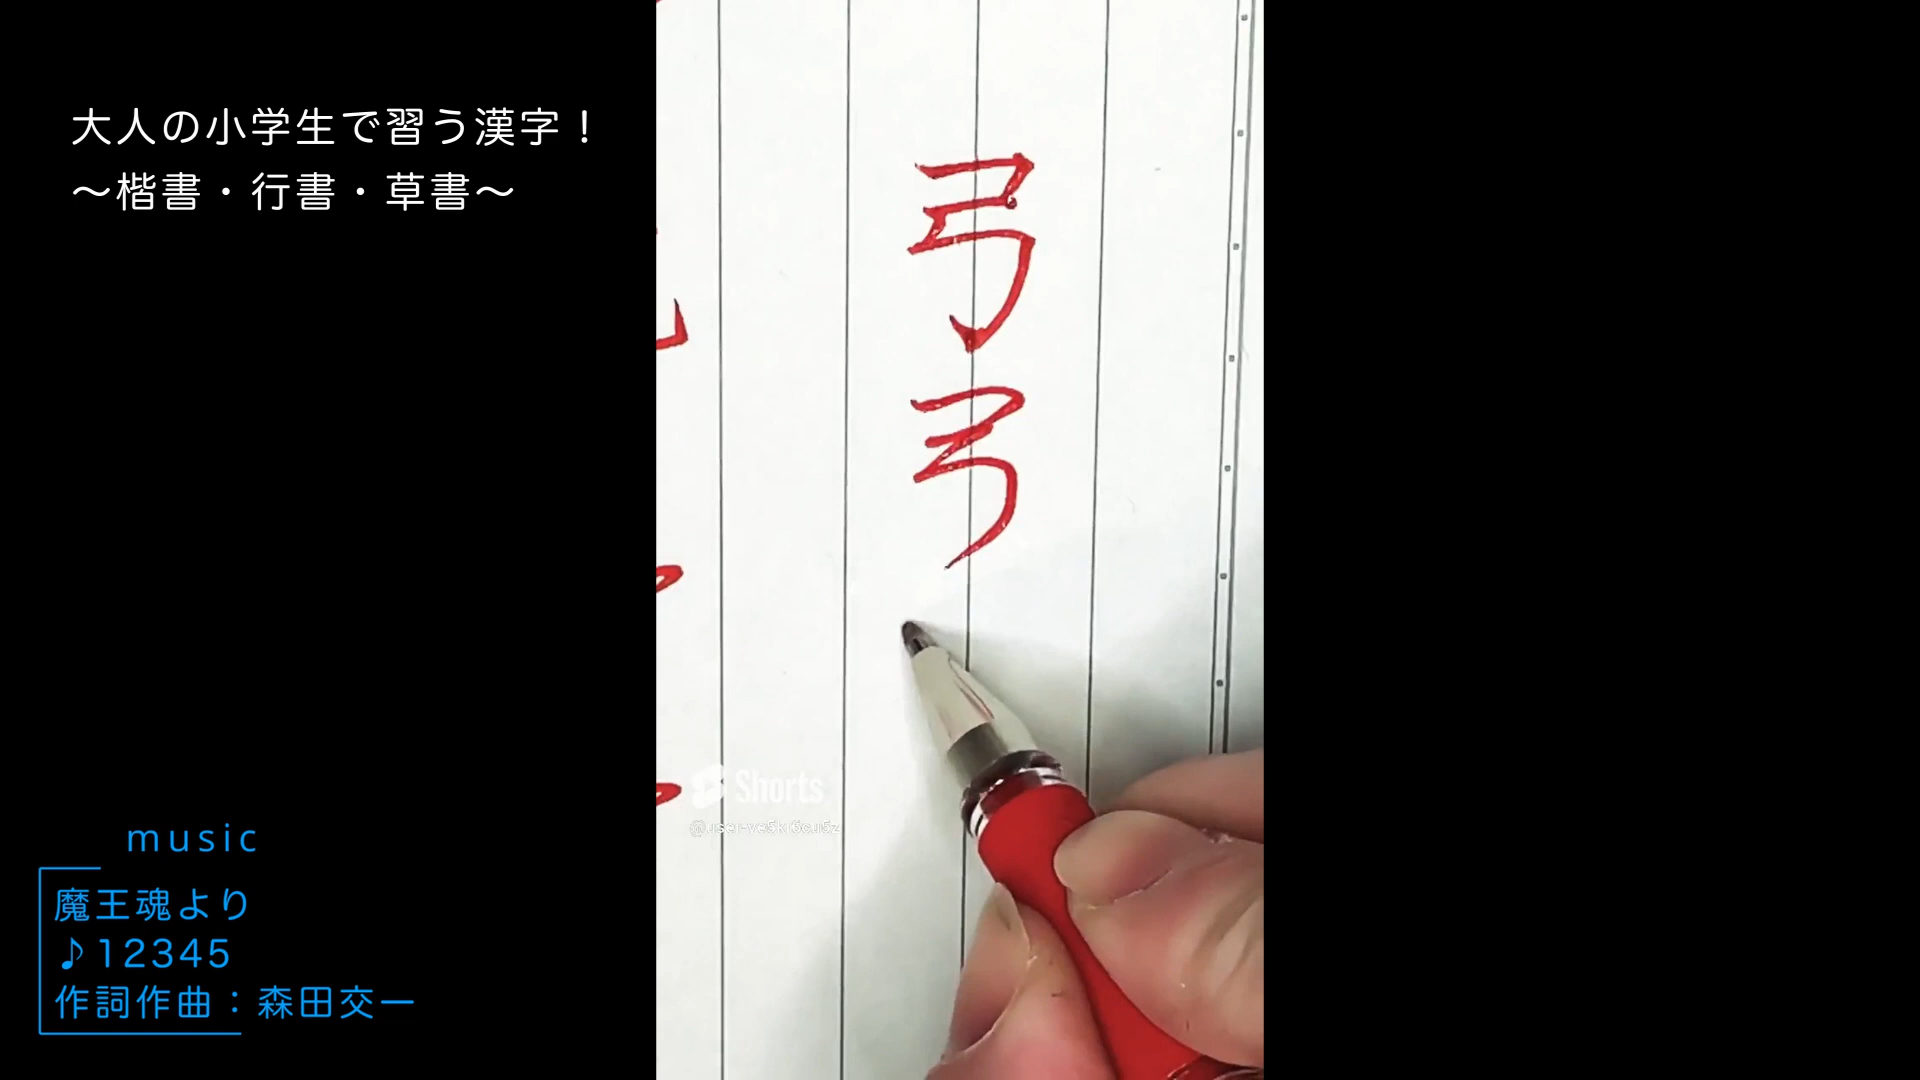 大人の小学生で習う漢字！
〜楷書・行書・草書〜
弓
弓
Shorts
music
魔王魂より
♪12345
作詞作曲：森田交一